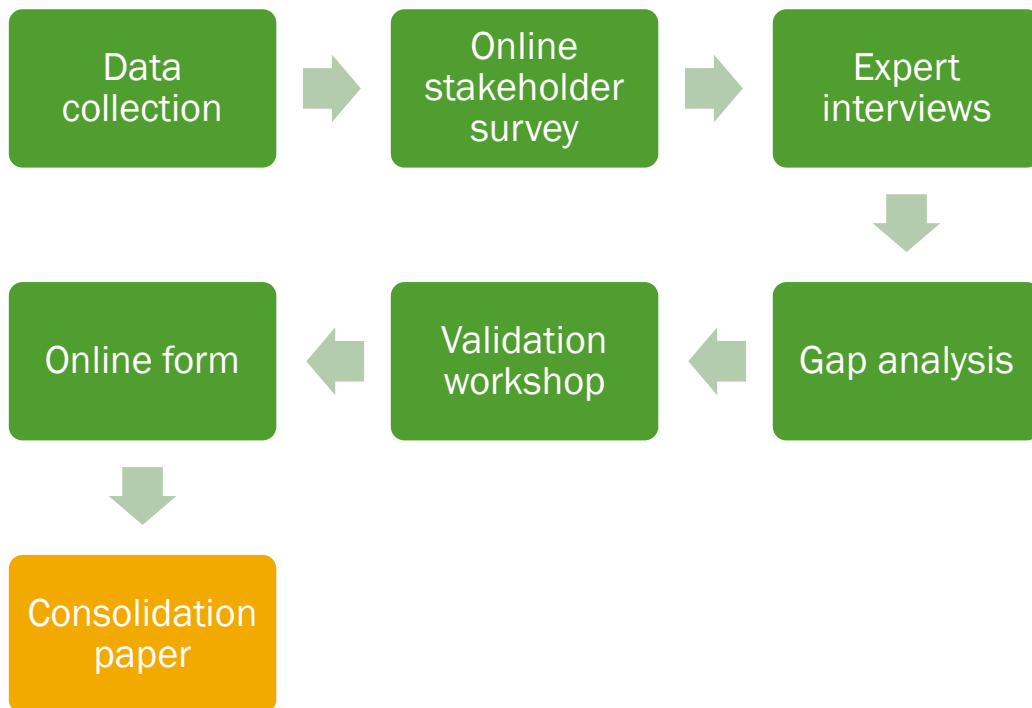 Data
collection
Online
stakeholder
survey
Expert
interviews
Gap analysis
Validation
workshop
Online form
Consolidation
paper